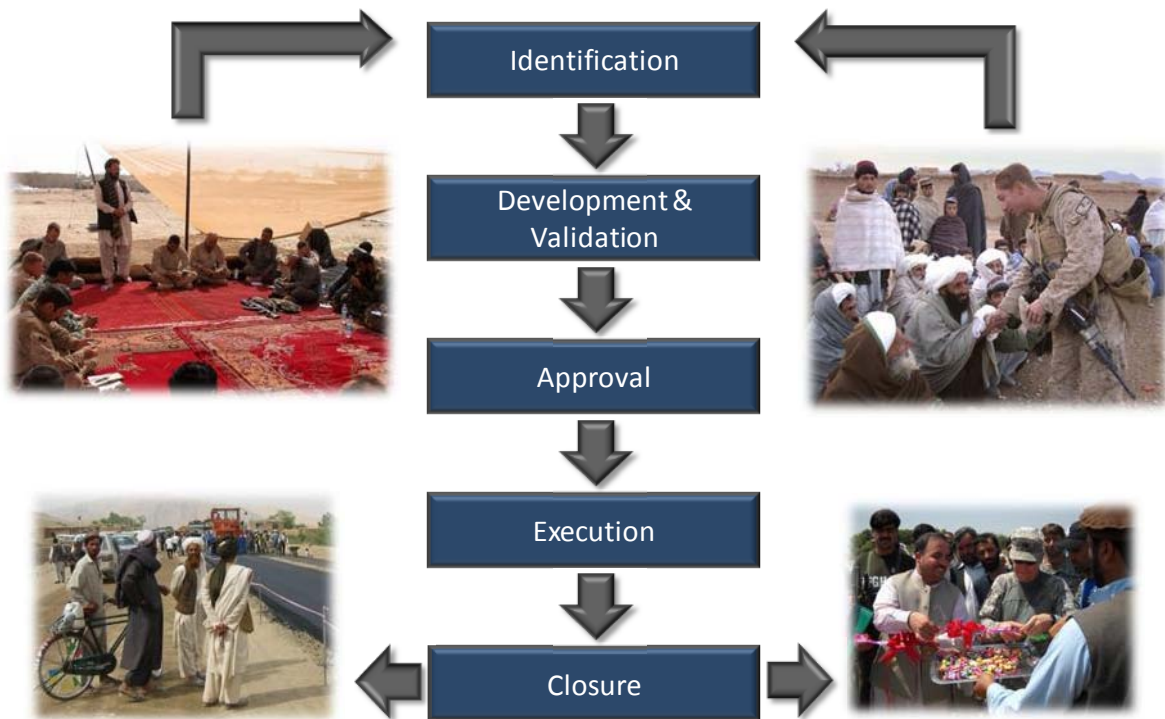 Identification
Development &
Validation
Approval
Execution
Closure